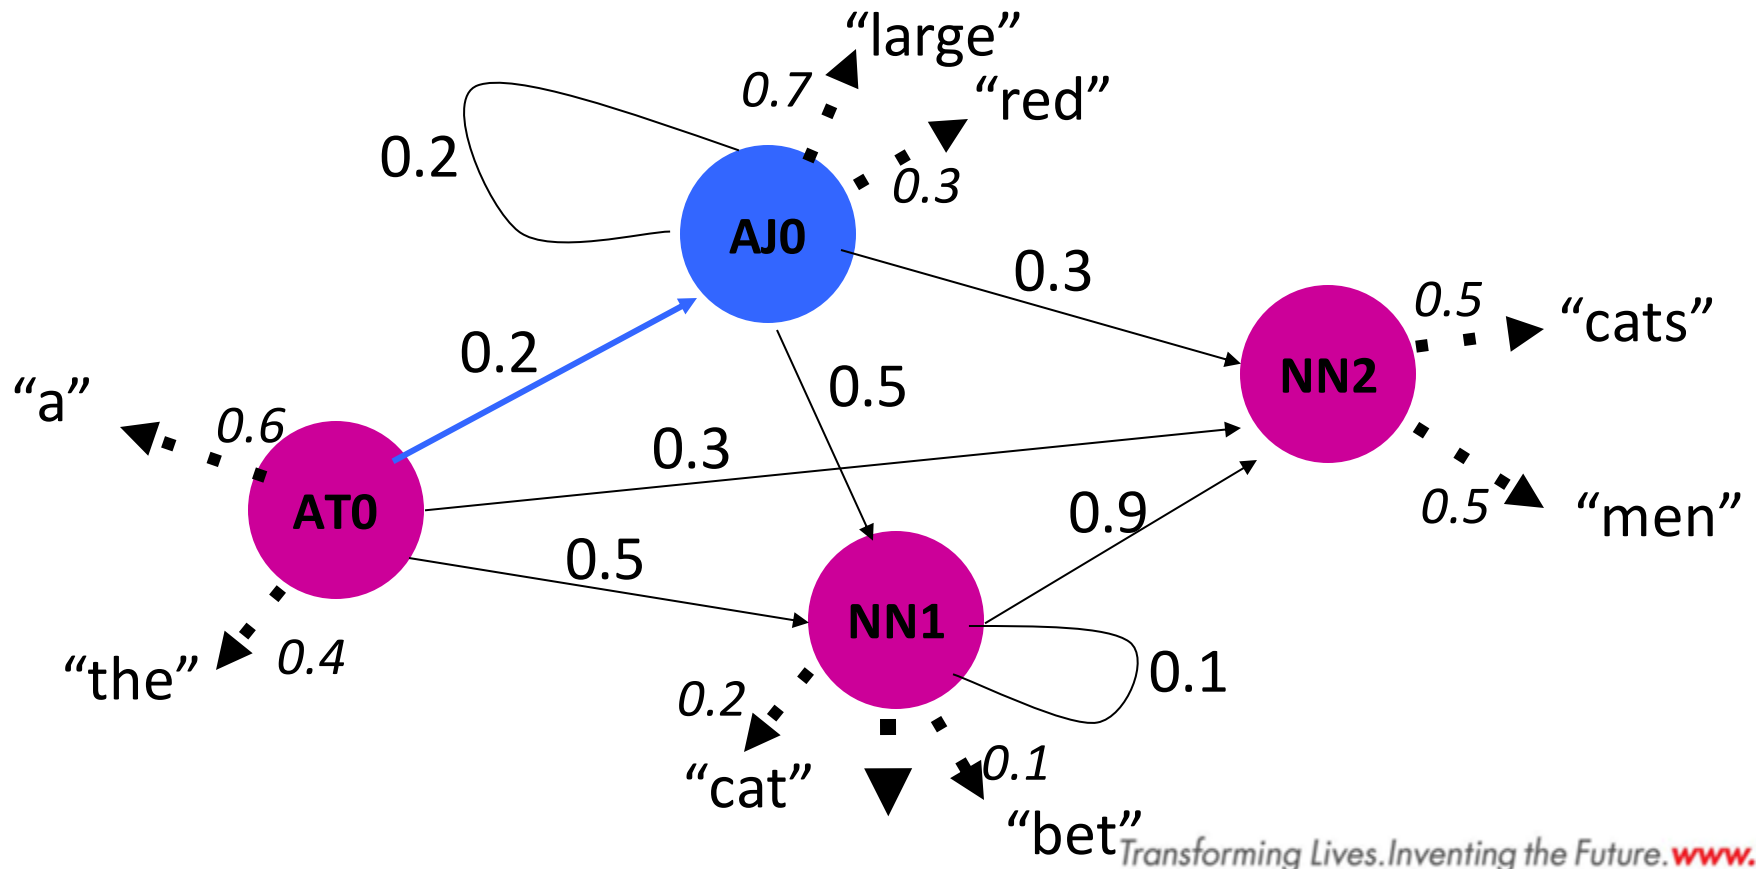 “large”
0.7
“red”
0.2
0.3
AJ0
0.3
0.5
“cats”
0.2
NN2
“a”
0.5
0.6
0.3
AT0
0.9
0.5
“men”
0.5
NN1
“the”
0.4
0.1
0.2
“cat”
0.1
“bet”
Transforming Lives.Inventing the Future.www.